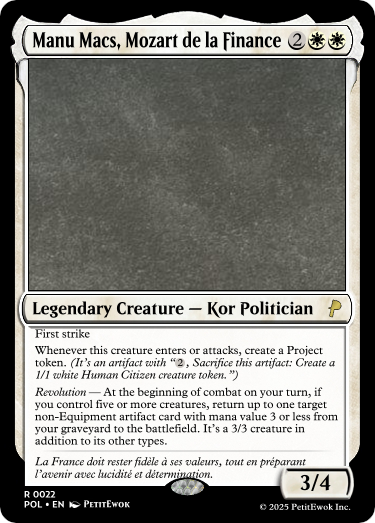 Manu Macs, Mozart de la Finance 2
Legendary Creature — Kor Politician P
First strike
Whenever this creature enters or attacks, create a Project
token. (It's an artifact with “2, Sacrifice this artifact: Create a
1/1 white Human Citizen creature token.”)
Revolution — At the beginning of combat on your turn, if
you control five or more creatures, return up to one target
non-Equipment artifact card with mana value 3 or less from
your graveyard to the battlefield. It's a 3/3 creature in
addition to its other types.
La France doit rester fidèle à ses valeurs, tout en préparant
l'avenir avec lucidité et détermination.
3/4
R 0022
POL • EN PetitEwok
© 2025 PetitEwok Inc.